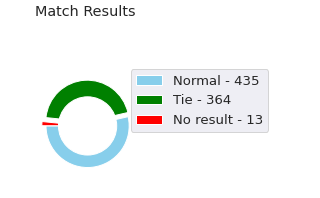 Match Results
Normal - 435
Tie - 364
No result - 13